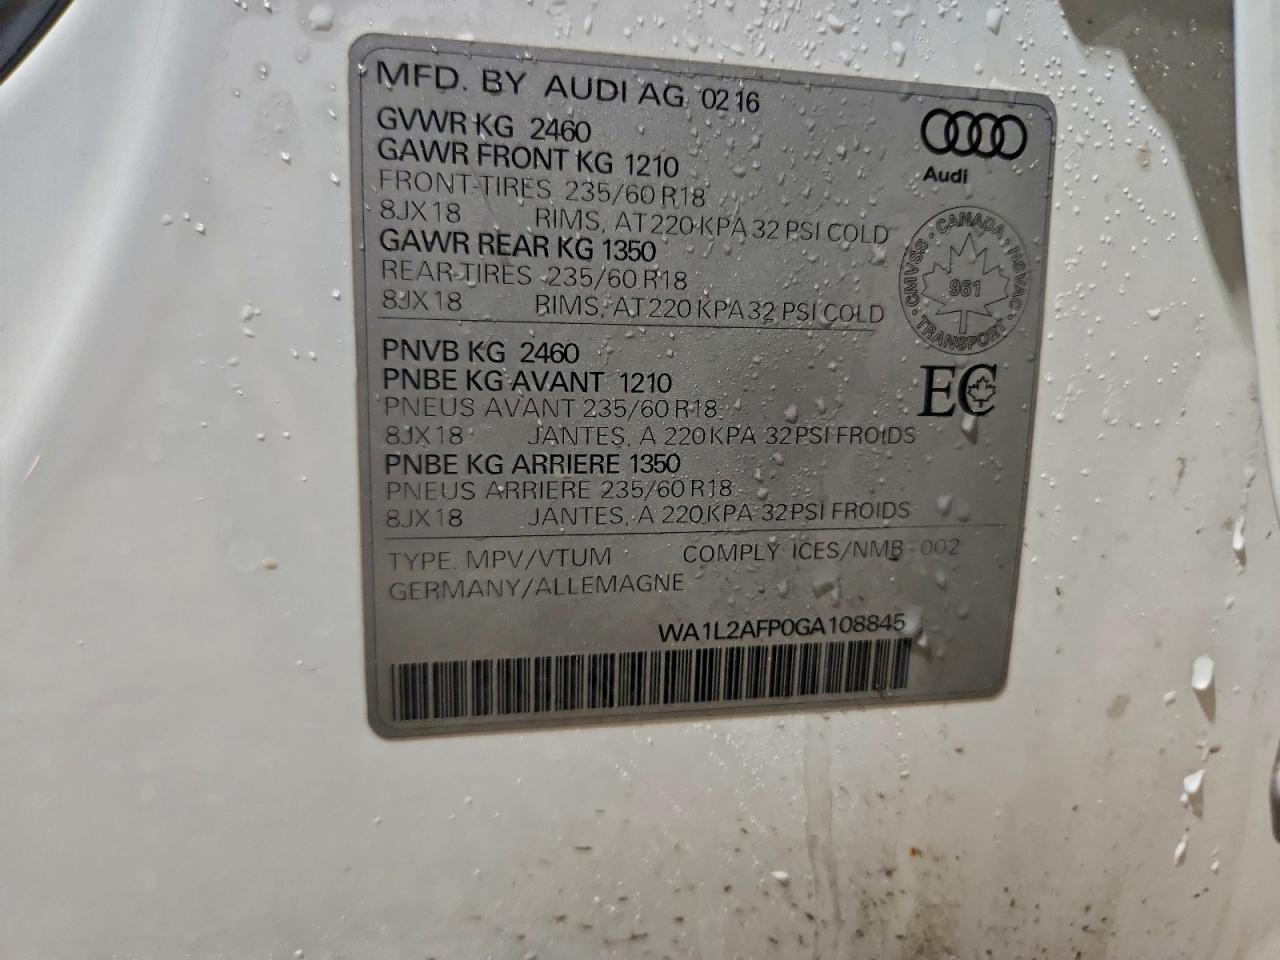 MFD. BY AUDI AG 02 16
GVWR KG 2460
GAWR FRONT KG 1210
FRONT-TIRES 235/60 R18
8JX18 RIMS, AT 220 KPA 32 PSI COLD
GAWR REAR KG 1350
REAR-TIRES 235/60 R18
8JX18 RIMS, AT 220 KPA 32 PSI COLD
Audi
CANADA · NSVAC · TRANSPORT · CMVSS
961
PNVB KG 2460
PNBE KG AVANT 1210
PNEUS AVANT 235/60 R18
8JX18 JANTES, A 220 KPA 32 PSI FROIDS
PNBE KG ARRIERE 1350
PNEUS ARRIERE 235/60 R18
8JX18 JANTES, A 220 KPA 32 PSI FROIDS
EC
TYPE: MPV/VTUM COMPLY ICES/NMB-002
GERMANY/ALLEMAGNE
WA1L2AFP0GA108845